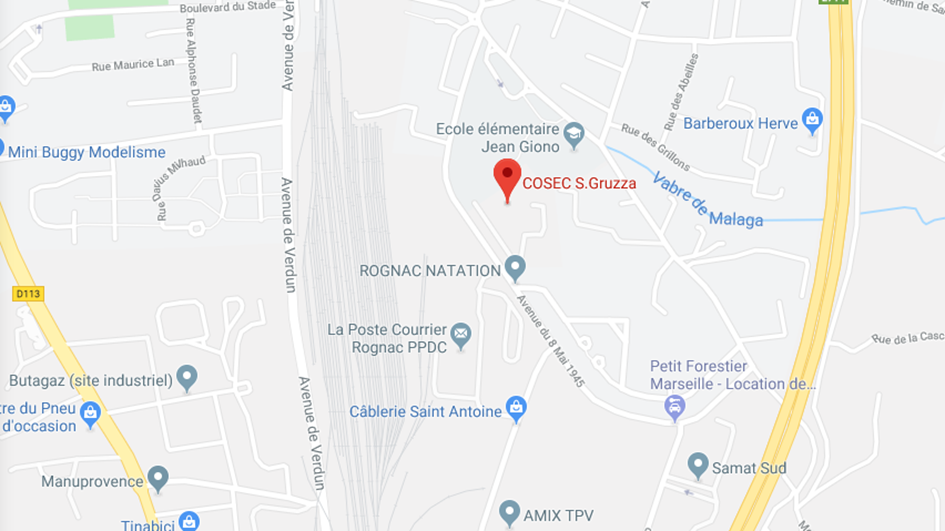 Boulevard du Stade
Avenue de Verdun
Rue Alphonse Daudet
Rue Maurice Lan
Rue des Abeilles
Ecole élémentaire
Jean Giono
Barberoux Herve
Rue des Grillons
Mini Buggy Modelisme
COSEC S.Gruzza
Vabre de Malaga
Avenue de Verdun
ROGNAC NATATION
D113
Avenue du 8 Mai 1945
La Poste Courrier
Rognac PPDC
Rue de la Casc
Petit Forestier
Marseille - Location de...
Butagaz (site industriel)
Avenue de Verdun
Câblerie Saint Antoine
tre du Pneu
d'occasion
Samat Sud
Manuprovence
AMIX TPV
Tinabici